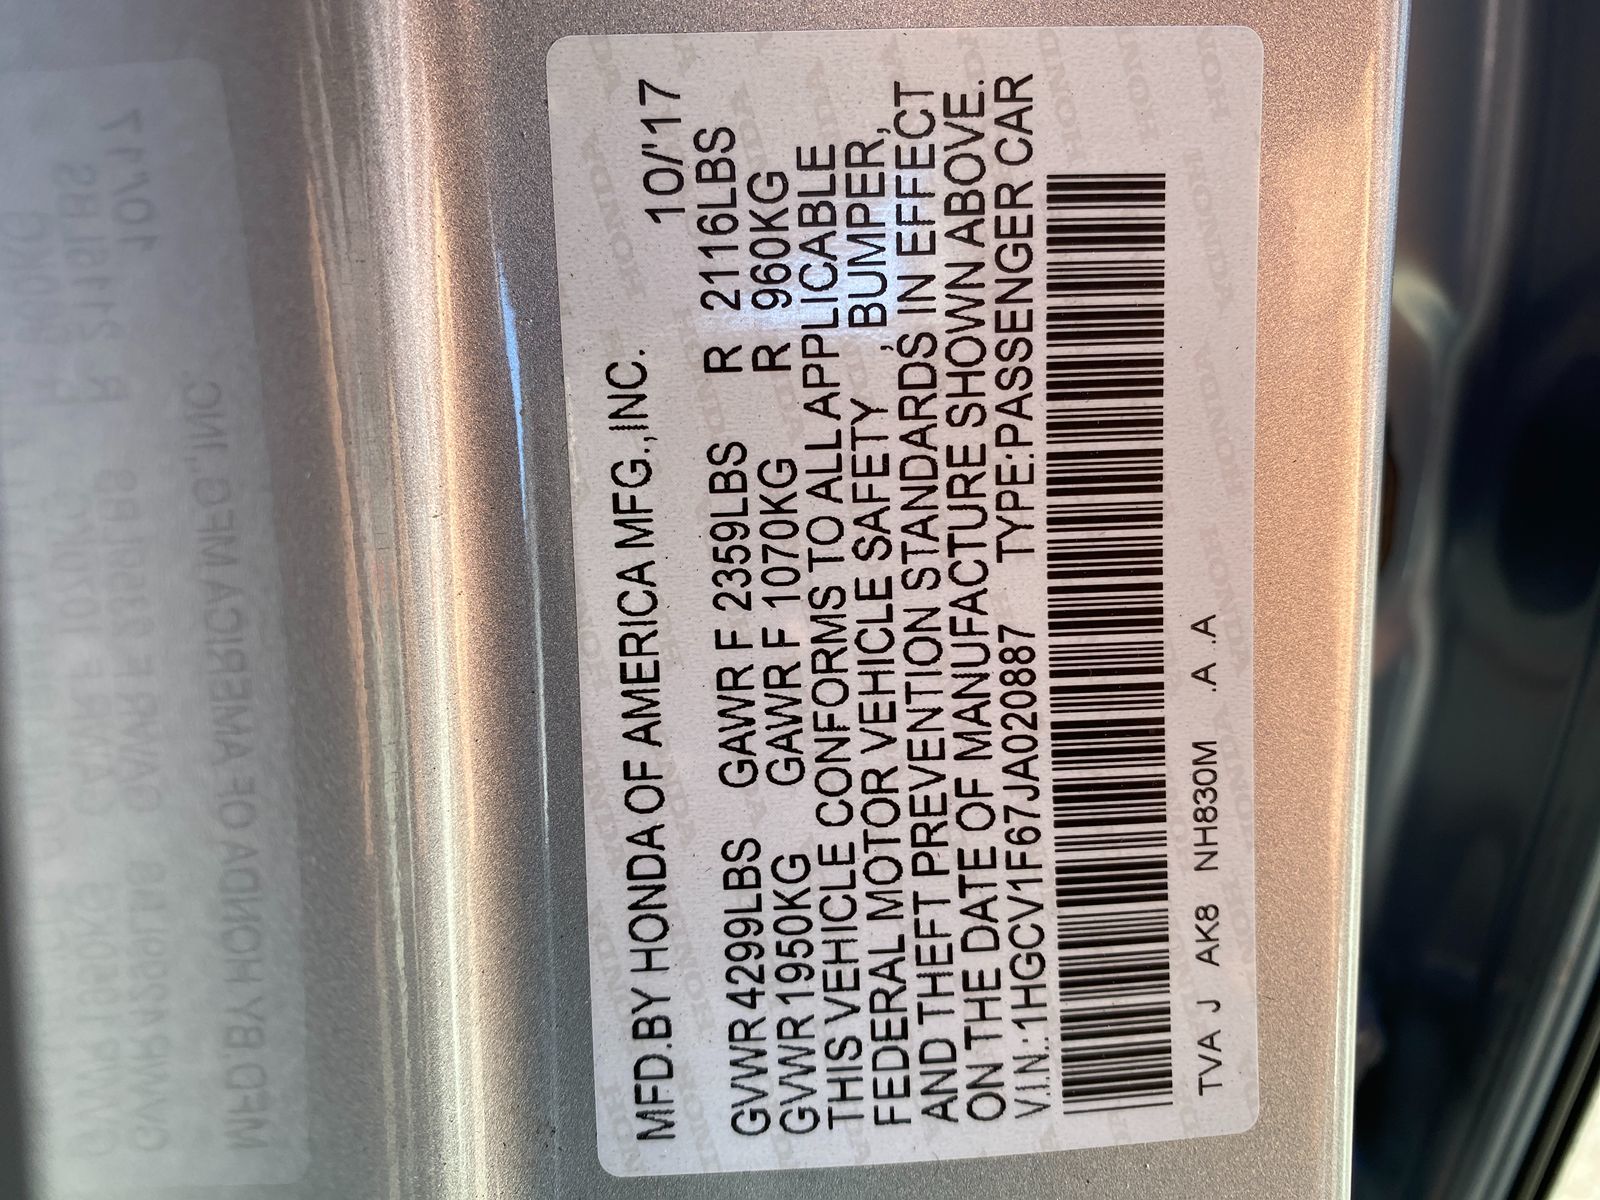 MFD.BY HONDA OF AMERICA MFG.,INC. 10/'17
GVWR 4299LBS GAWR F 2359LBS R 2116LBS
GVWR 1950KG GAWR F 1070KG R 960KG
THIS VEHICLE CONFORMS TO ALL APPLICABLE
FEDERAL MOTOR VEHICLE SAFETY , BUMPER,
AND THEFT PREVENTION STANDARDS IN EFFECT
ON THE DATE OF MANUFACTURE SHOWN ABOVE.
V.I.N.:1HGCV1F67JA020887 TYPE:PASSENGER CAR
TVA J AK8 NH830M .A .A